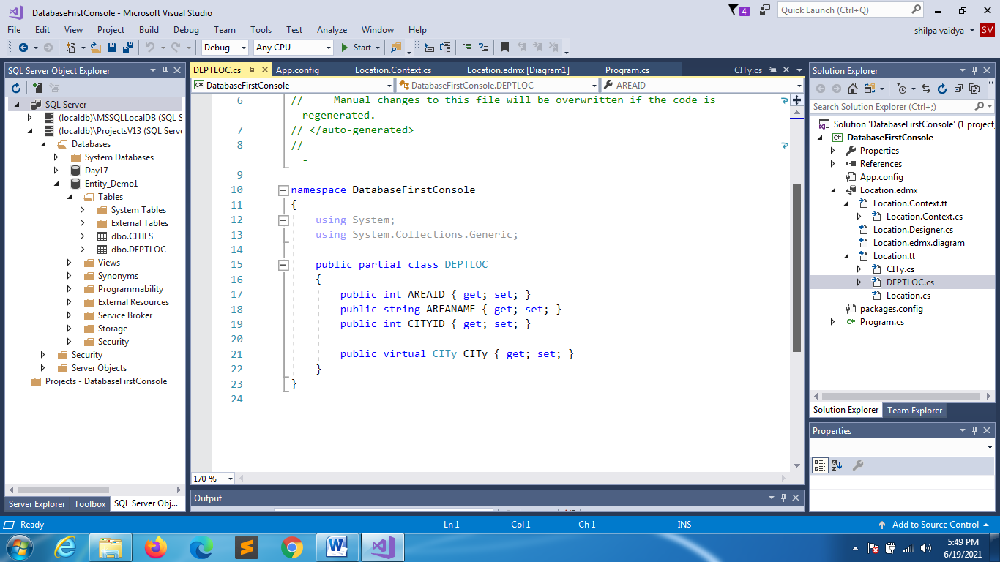 DatabaseFirstConsole - Microsoft Visual Studio
4
Quick Launch (Ctrl+Q)
File Edit View Project Build Debug Team Tools Test Analyze Window Help
shilpa vaidya SV
Debug Any CPU Start
SQL Server Object Explorer
SQL Server
(localdb)\MSSQLLocalDB (SQL S
(localdb)\ProjectsV13 (SQL Serve
Databases
System Databases
Day17
Entity_Demo1
Tables
System Tables
External Tables
dbo.CITIES
dbo.DEPTLOC
Views
Synonyms
Programmability
External Resources
Service Broker
Storage
Security
Security
Server Objects
Projects - DatabaseFirstConsole
Server Explorer Toolbox SQL Server Obj...
DEPTLOC.cs App.config Location.Context.cs Location.edmx [Diagram1] Program.cs CITy.cs
DatabaseFirstConsole DatabaseFirstConsole.DEPTLOC AREAID
6 // Manual changes to this file will be overwritten if the code is
regenerated.
7 // </auto-generated>
8 //-----------------------------------------------------------------------------
-
9
10 namespace DatabaseFirstConsole
11 {
12 using System;
13 using System.Collections.Generic;
14
15 public partial class DEPTLOC
16 {
17 public int AREAID { get; set; }
18 public string AREANAME { get; set; }
19 public int CITYID { get; set; }
20
21 public virtual CITy CITy { get; set; }
22 }
23 }
24
170 %
Output
Solution Explorer
Search Solution Explorer (Ctrl+;)
Solution 'DatabaseFirstConsole' (1 project
DatabaseFirstConsole
Properties
References
App.config
Location.edmx
Location.Context.tt
Location.Context.cs
Location.Designer.cs
Location.edmx.diagram
Location.tt
CITy.cs
DEPTLOC.cs
Location.cs
packages.config
Program.cs
Solution Explorer Team Explorer
Properties
Ready Ln 1 Col 1 Ch 1 INS Add to Source Control
5:49 PM
6/19/2021